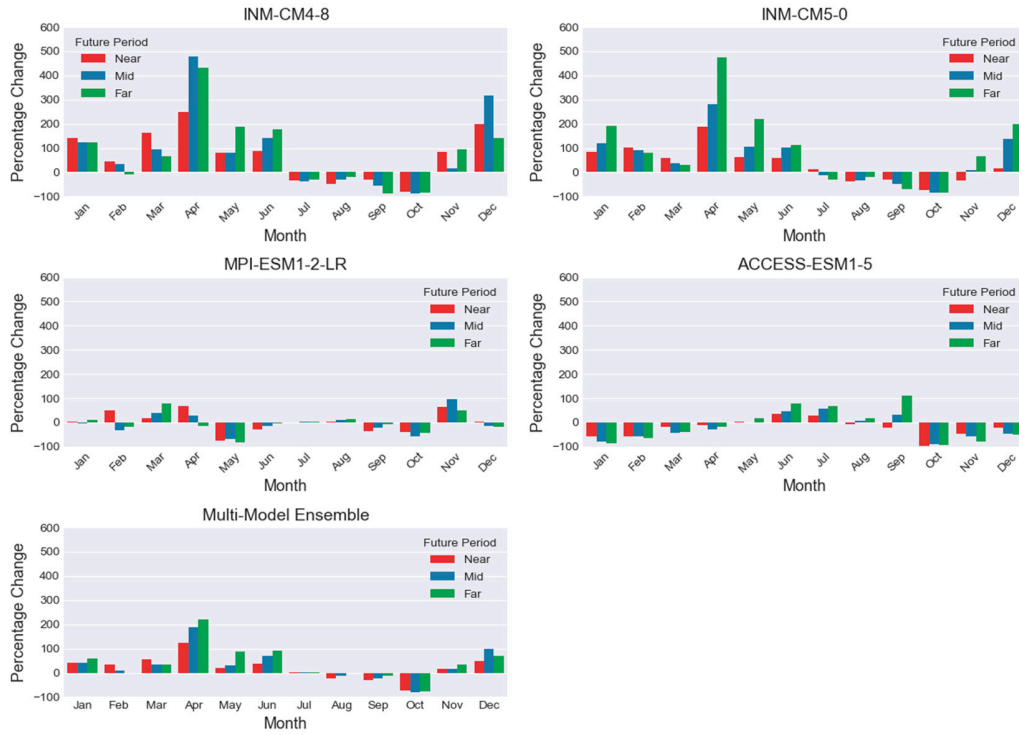 INM-CM4-8
Percentage Change
600
500
400
300
200
100
0
−100
Future Period
Near
Mid
Far
Jan Feb Mar Apr May Jun Jul Aug Sep Oct Nov Dec
Month
INM-CM5-0
Percentage Change
600
500
400
300
200
100
0
−100
Future Period
Near
Mid
Far
Jan Feb Mar Apr May Jun Jul Aug Sep Oct Nov Dec
Month
MPI-ESM1-2-LR
Percentage Change
600
500
400
300
200
100
0
−100
Future Period
Near
Mid
Far
Jan Feb Mar Apr May Jun Jul Aug Sep Oct Nov Dec
Month
ACCESS-ESM1-5
Percentage Change
600
500
400
300
200
100
0
−100
Future Period
Near
Mid
Far
Jan Feb Mar Apr May Jun Jul Aug Sep Oct Nov Dec
Month
Multi-Model Ensemble
Percentage Change
600
500
400
300
200
100
0
−100
Future Period
Near
Mid
Far
Jan Feb Mar Apr May Jun Jul Aug Sep Oct Nov Dec
Month